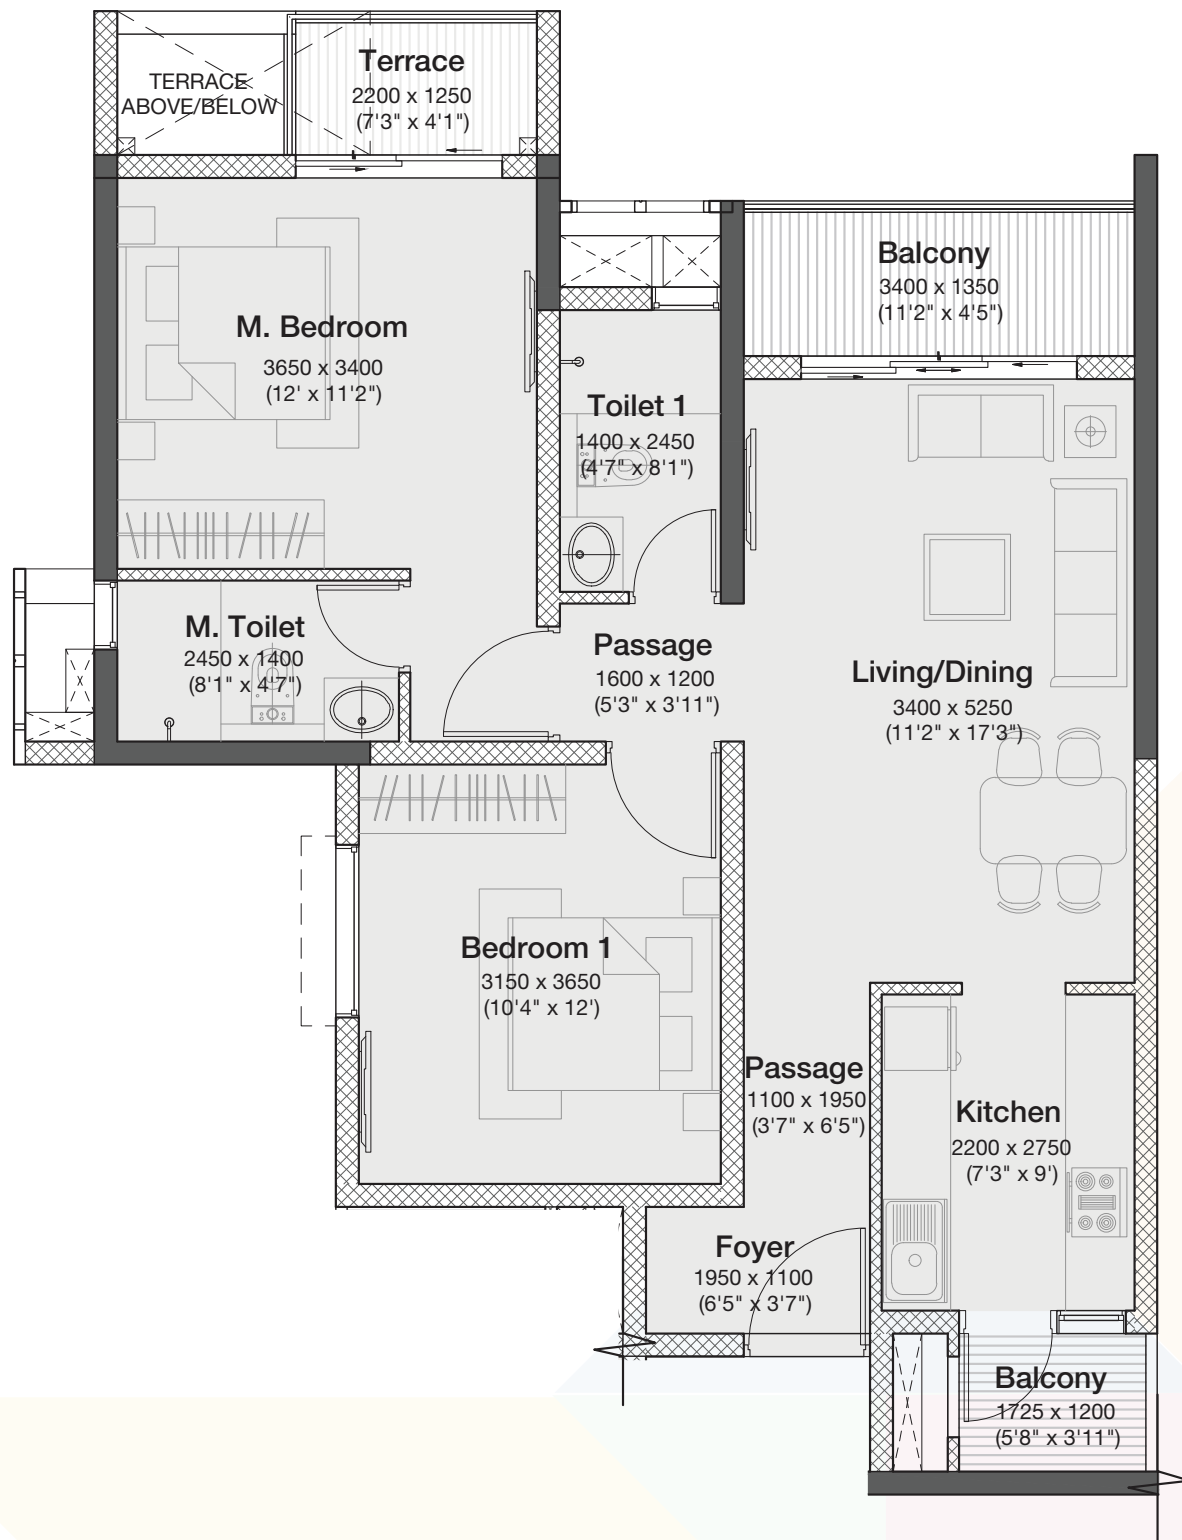 Terrace
2200 x 1250
(7'3" x 4'1")
TERRACE
ABOVE/BELOW
Balcony
3400 x 1350
(11'2" x 4'5")
M. Bedroom
3650 x 3400
(12' x 11'2")
Toilet 1
1400 x 2450
(4'7" x 8'1")
M. Toilet
2450 x 1400
(8'1" x 4'7")
Passage
1600 x 1200
(5'3" x 3'11")
Living/Dining
3400 x 5250
(11'2" x 17'3")
Bedroom 1
3150 x 3650
(10'4" x 12')
Passage
1100 x 1950
(3'7" x 6'5")
Kitchen
2200 x 2750
(7'3" x 9')
Foyer
1950 x 1100
(6'5" x 3'7")
Balcony
1725 x 1200
(5'8" x 3'11")